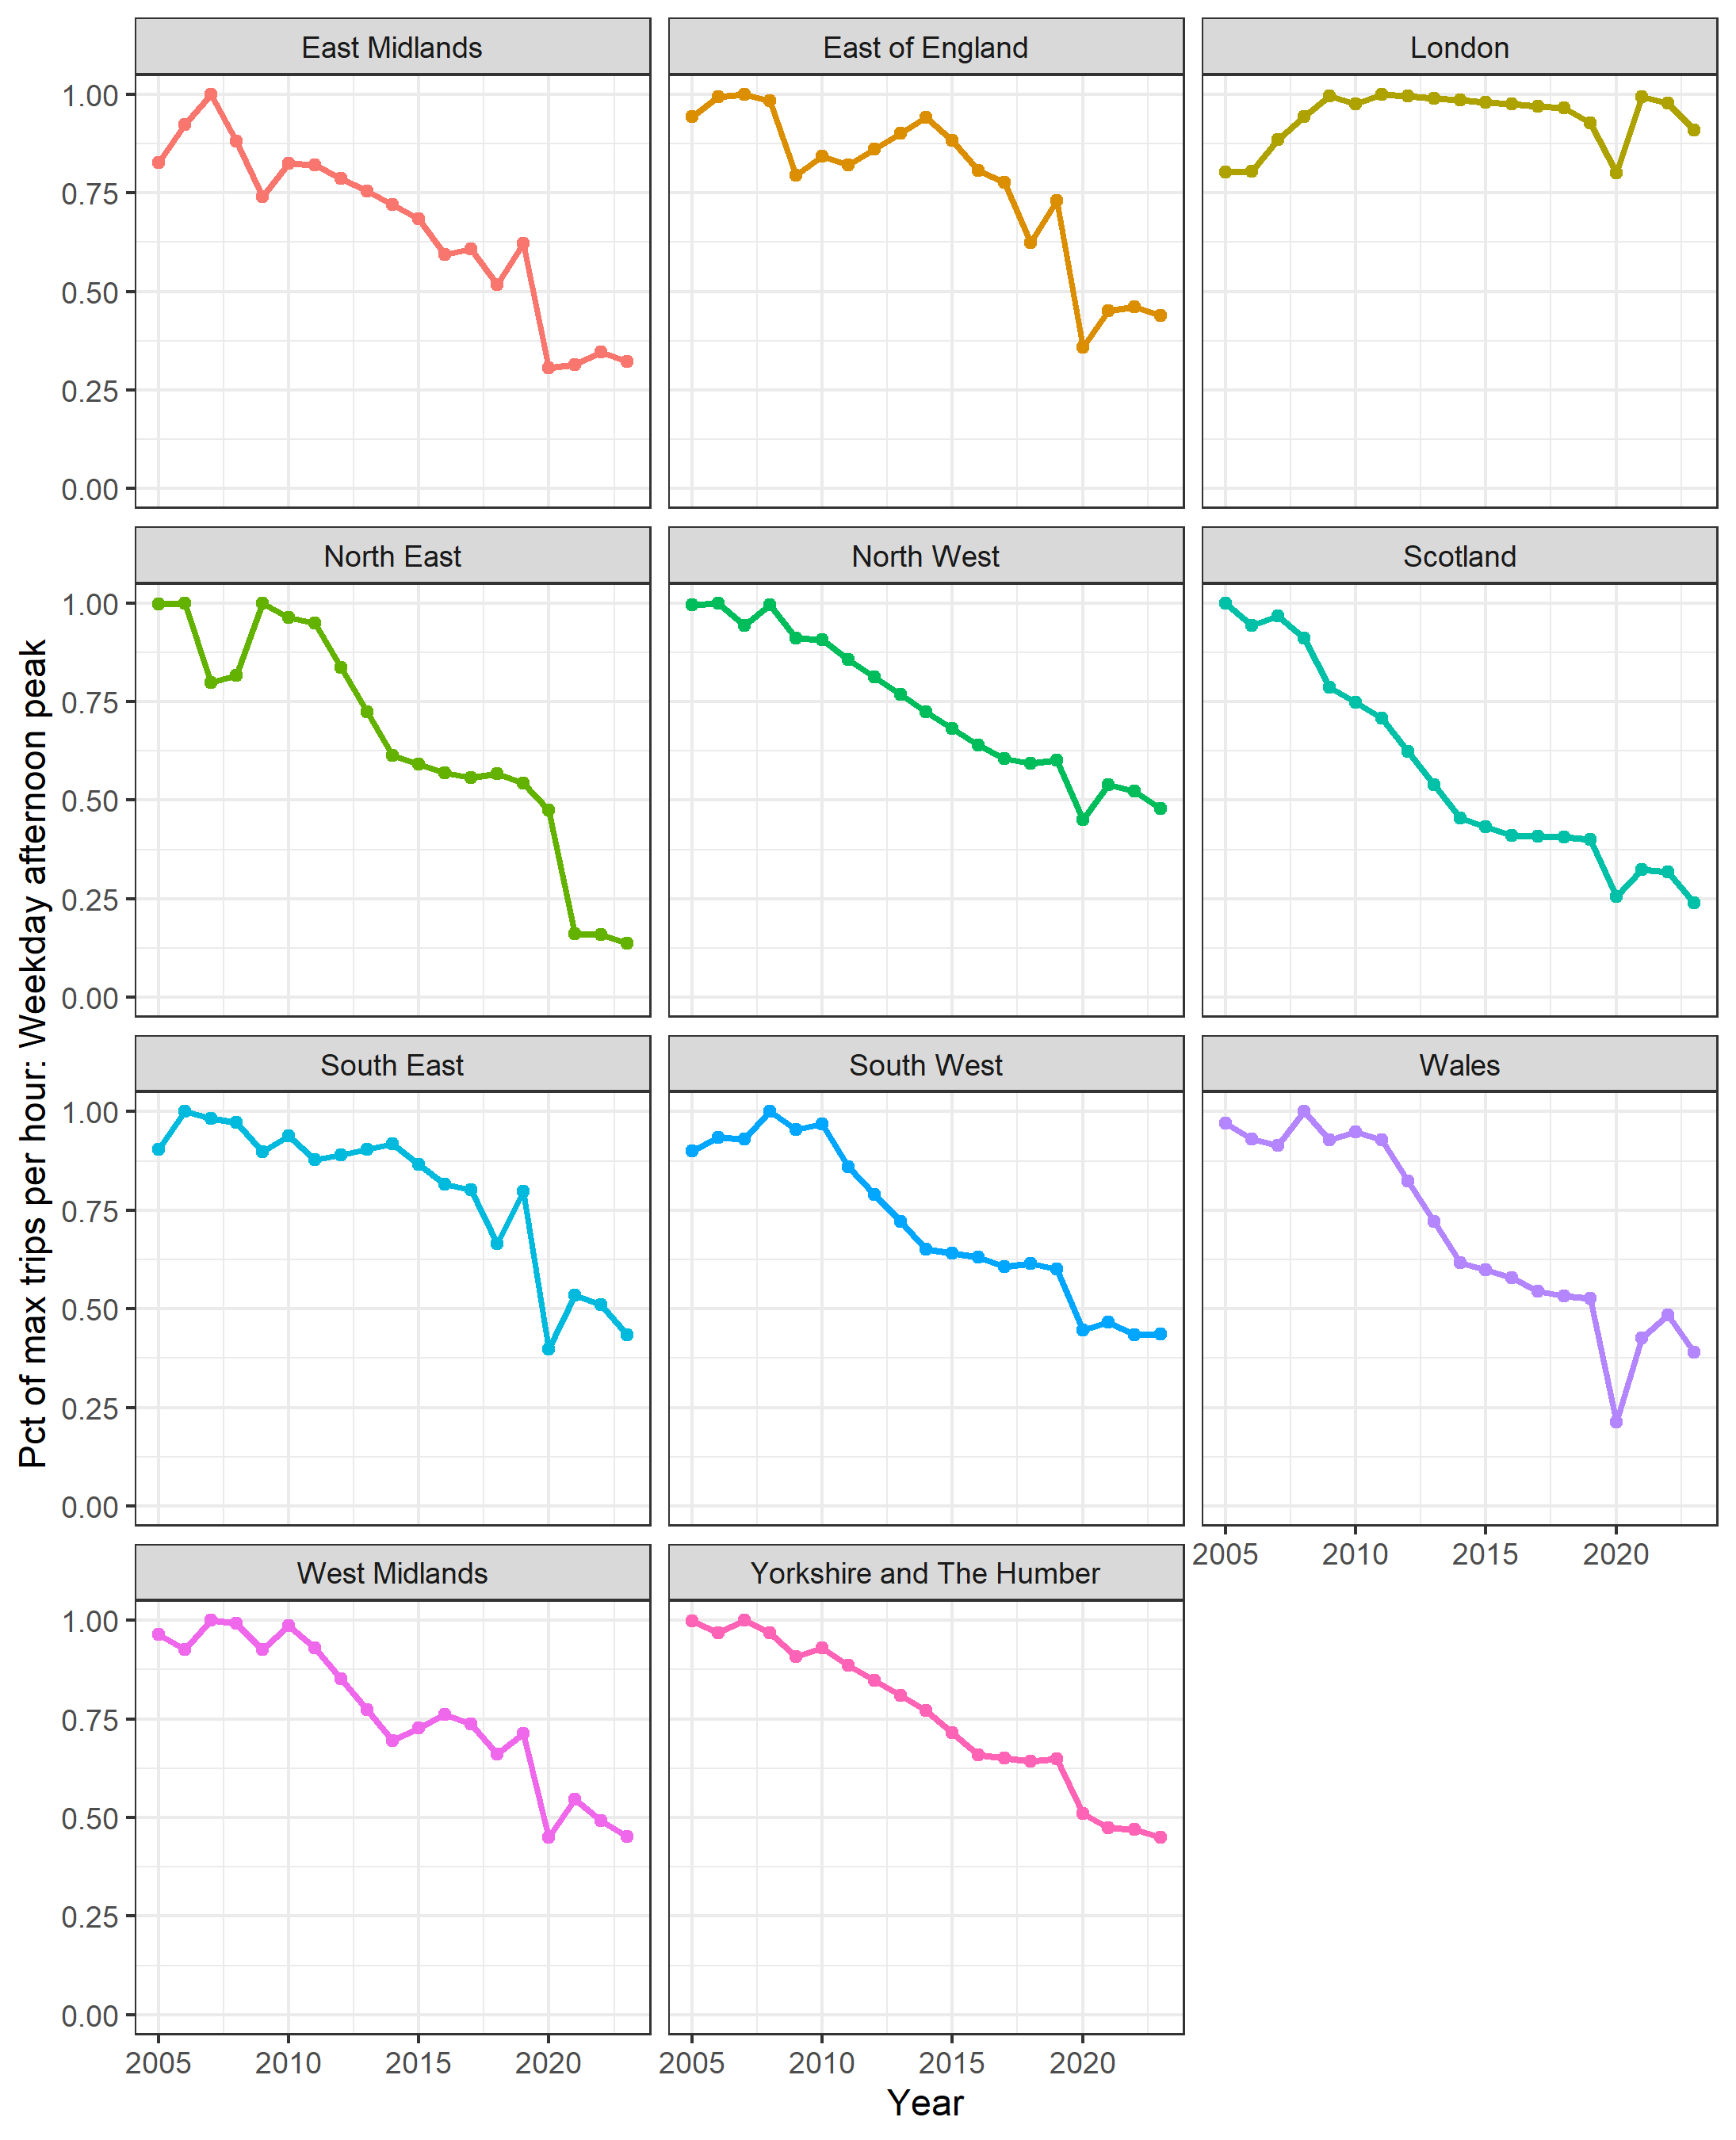 East Midlands
East of England
London
1.00
0.75
0.50
0.25
0.00
North East
North West
Scotland
1.00
0.75
0.50
0.25
0.00
Pct of max trips per hour: Weekday afternoon peak
South East
South West
Wales
1.00
0.75
0.50
0.25
0.00
2005 2010 2015 2020
West Midlands
Yorkshire and The Humber
1.00
0.75
0.50
0.25
0.00
2005 2010 2015 2020
2005 2010 2015 2020
Year